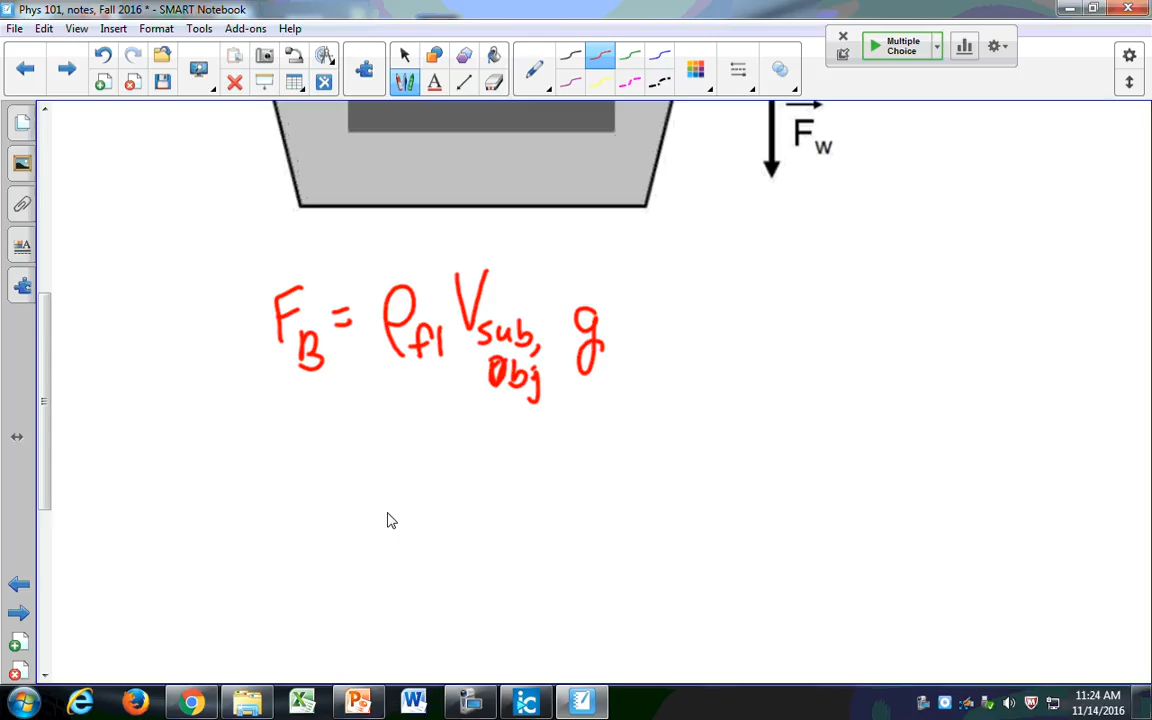 Phys 101, notes, Fall 2016 * - SMART Notebook
File Edit View Insert Format Tools Add-ons Help
Multiple
Choice
A
F_w
F_B = ρ_fl V_sub, obj g
11:24 AM
11/14/2016